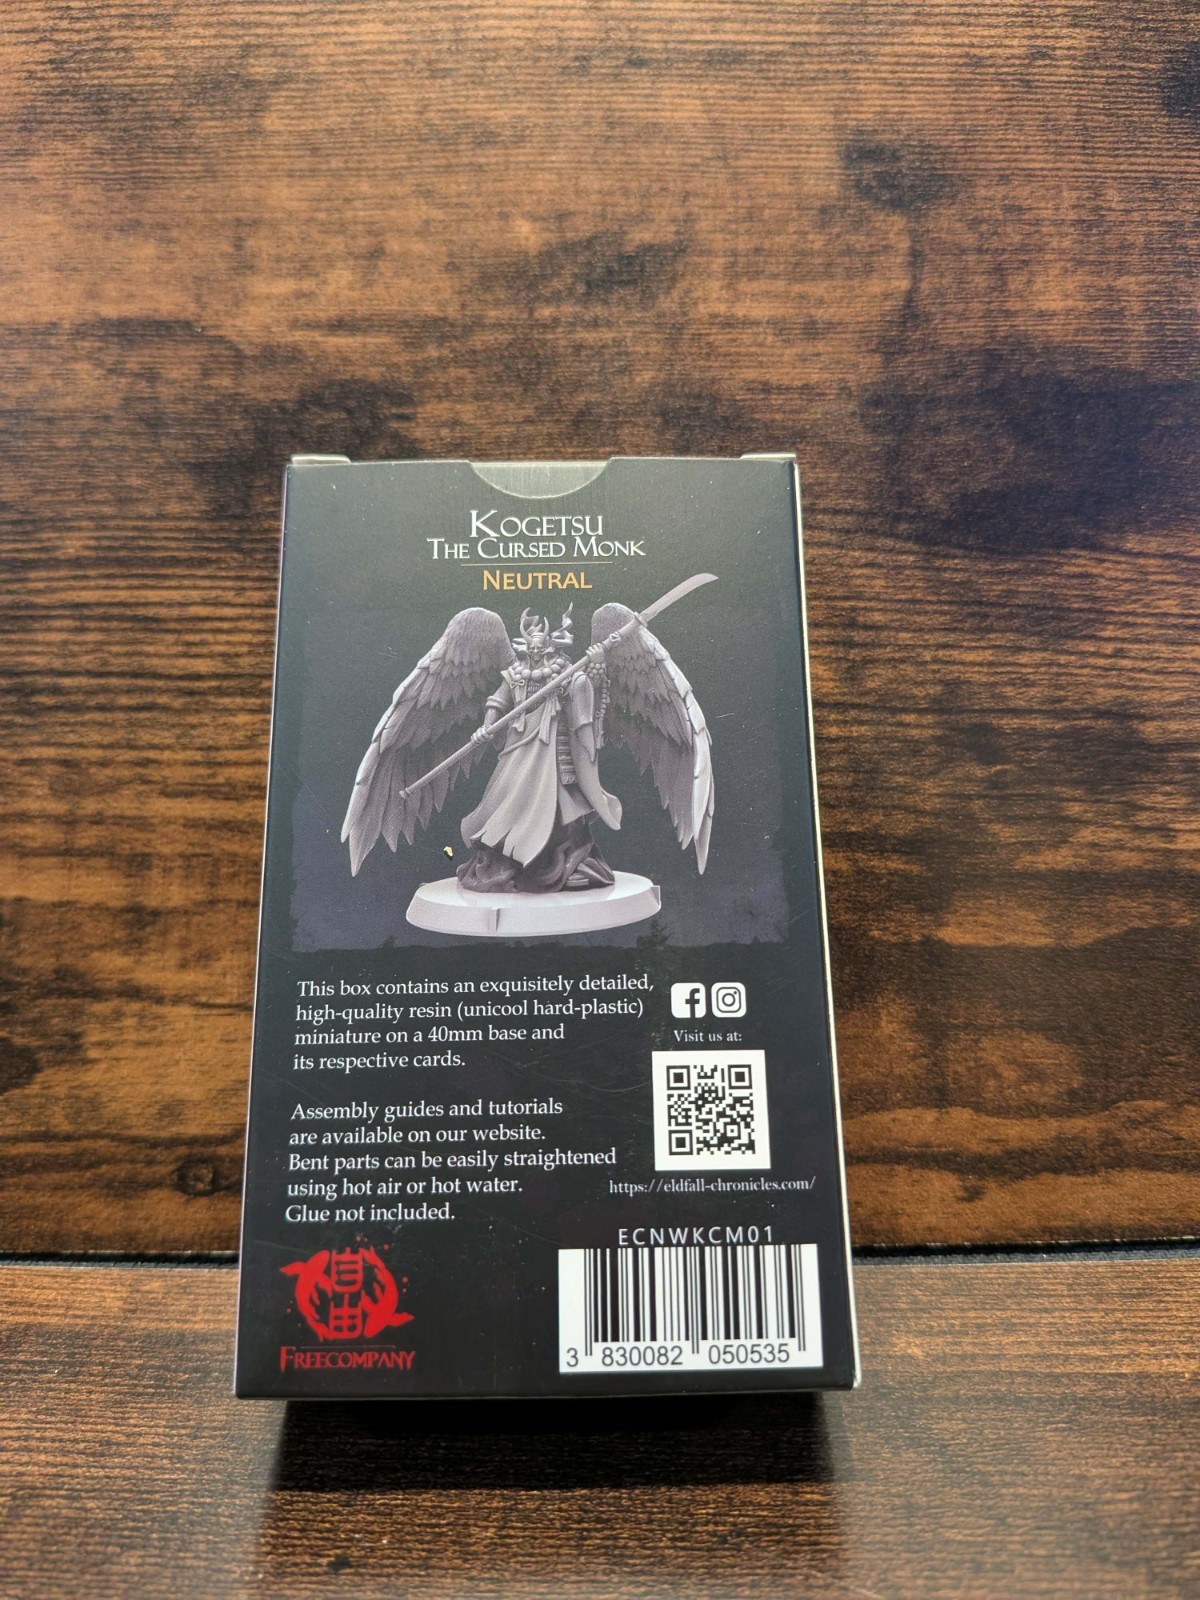 KOGETSU
THE CURSED MONK
NEUTRAL
This box contains an exquisitely detailed,
high-quality resin (unicool hard-plastic)
miniature on a 40mm base and
its respective cards.
Visit us at:
Assembly guides and tutorials
are available on our website.
Bent parts can be easily straightened
using hot air or hot water.
Glue not included.
https://eldfall-chronicles.com/
ECNWKCM01
自由
FREECOMPANY
3 830082 050535